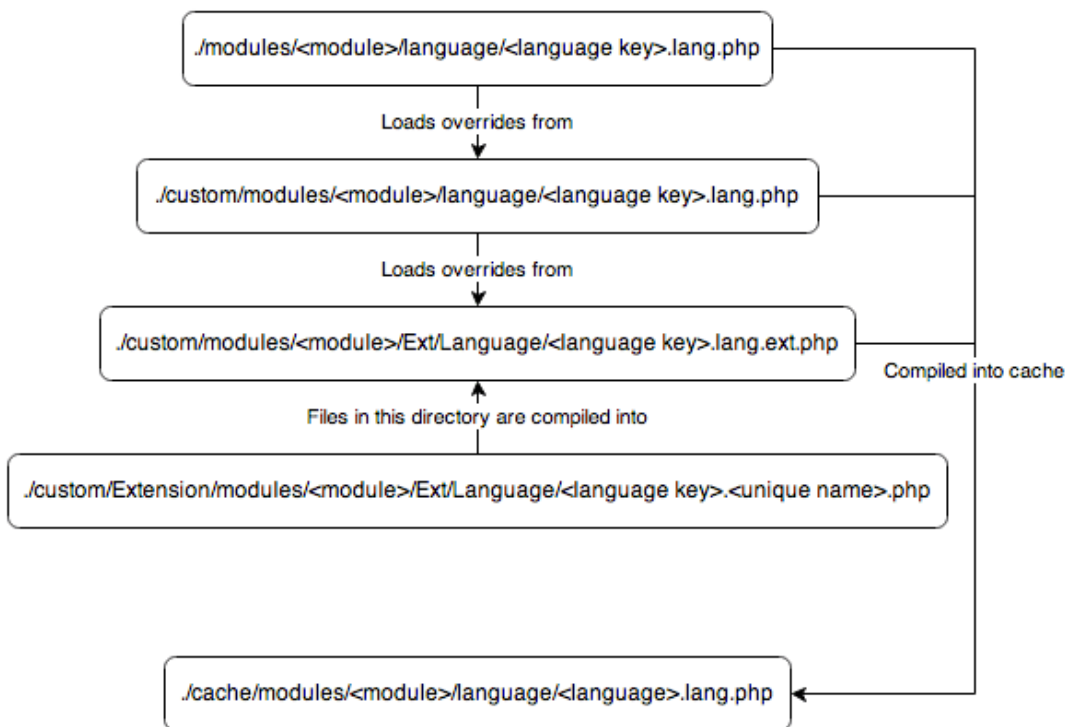 ./modules/<module>/language/<language key>.lang.php
Loads overrides from
./custom/modules/<module>/language/<language key>.lang.php
Loads overrides from
./custom/modules/<module>/Ext/Language/<language key>.lang.ext.php
Compiled into cache
Files in this directory are compiled into
./custom/Extension/modules/<module>/Ext/Language/<language key>.<unique name>.php
./cache/modules/<module>/language/<language>.lang.php